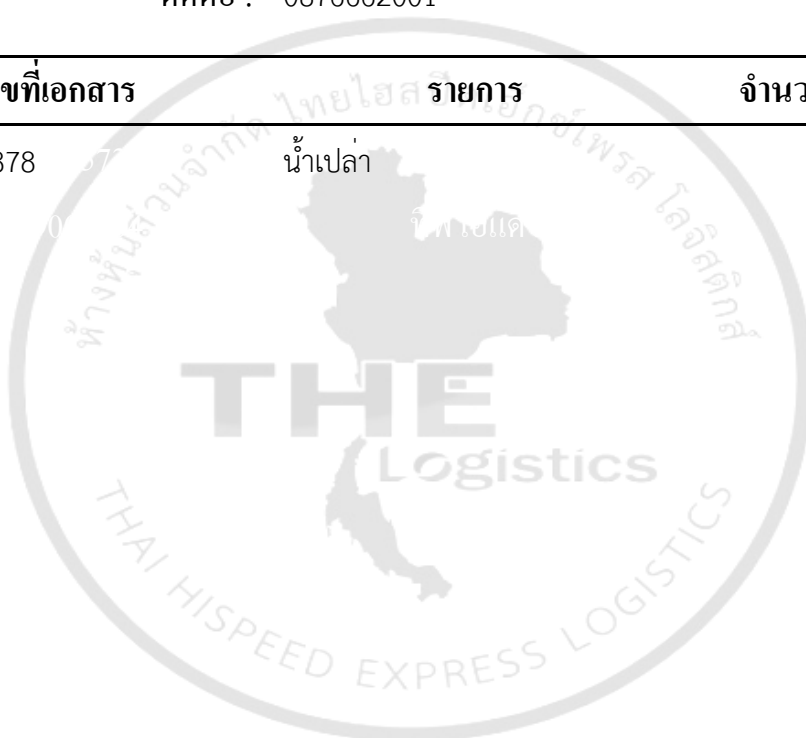 ขที่เอกสาร รายการ จำนว
378 น้ำเปล่า
ห้างหุ้นส่วนจำกัด ไทยไฮสปีดเอ็กซ์เพรส โลจิสติกส์
THE
Logistics
THAI HISPEED EXPRESS LOGISTICS